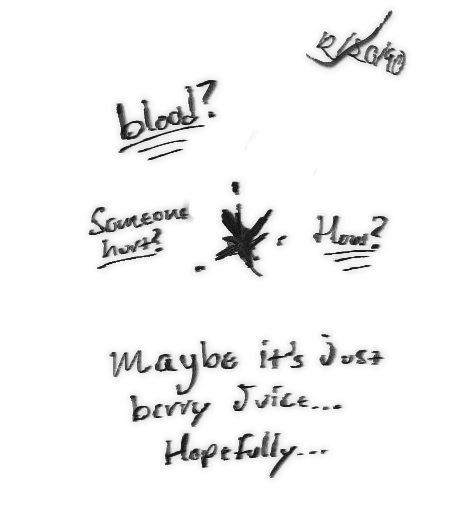 blood?
Someone
hurt?
How?
Maybe it's Just
berry Juice...
Hopefully...